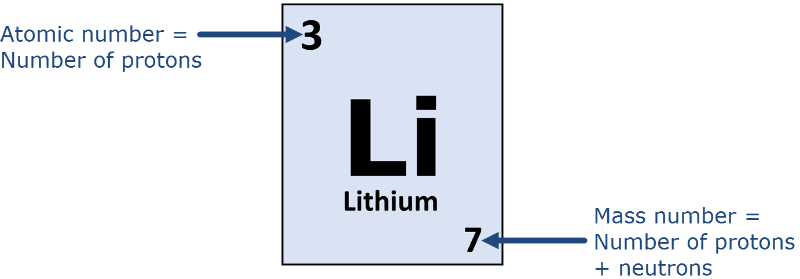 Atomic number =
Number of protons
3
Li
Lithium
7
Mass number =
Number of protons
+ neutrons